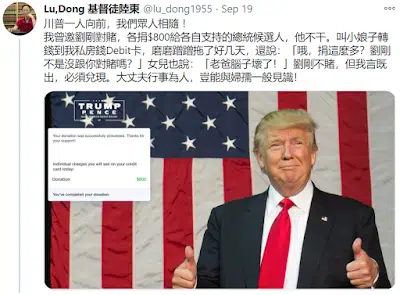 Lu,Dong 基督徒陸東 @lu_dong1955 · Sep 19
川普一人向前，我們眾人相隨！
我曾邀劉剛對賭，各捐$800給各自支持的總統候選人，他不干。叫小娘子轉
錢到我私房錢Debit卡，磨磨蹭蹭拖了好几天，還說：「哦，捐這麼多？劉剛
不是沒跟你對賭嗎？」女兒也說：「老爸腦子壞了！」劉剛不賭，但我言既
出，必須兌現。大丈夫行事為人，豈能與婦孺一般見識！
TRUMP
PENCE
Your donation was successfully processed. Thanks for
your support!
Individual charges you will see on your credit
card today:
Donation
You've completed your donation.